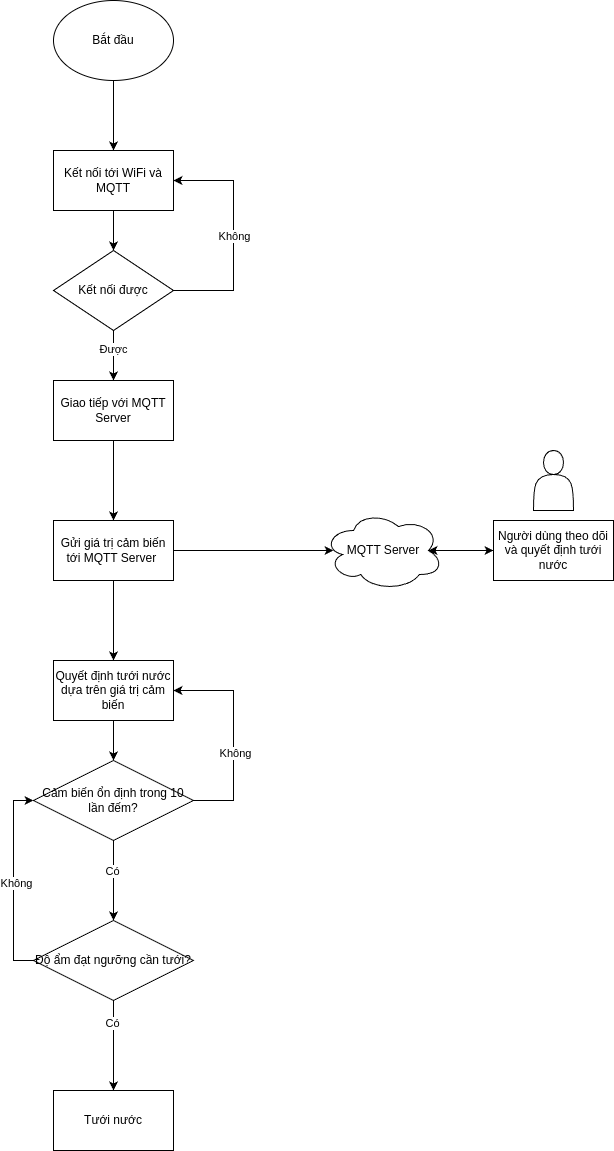 Bắt đầu
Kết nối tới WiFi và
MQTT
Không
Kết nối được
Được
Giao tiếp với MQTT
Server
Gửi giá trị cảm biến
tới MQTT Server
MQTT Server
Người dùng theo dõi
và quyết định tưới
nước
Quyết định tưới nước
dựa trên giá trị cảm
biến
Không
Cảm biến ổn định trong 10
lần đếm?
Có
Không
Độ ẩm đạt ngưỡng cần tưới?
Có
Tưới nước